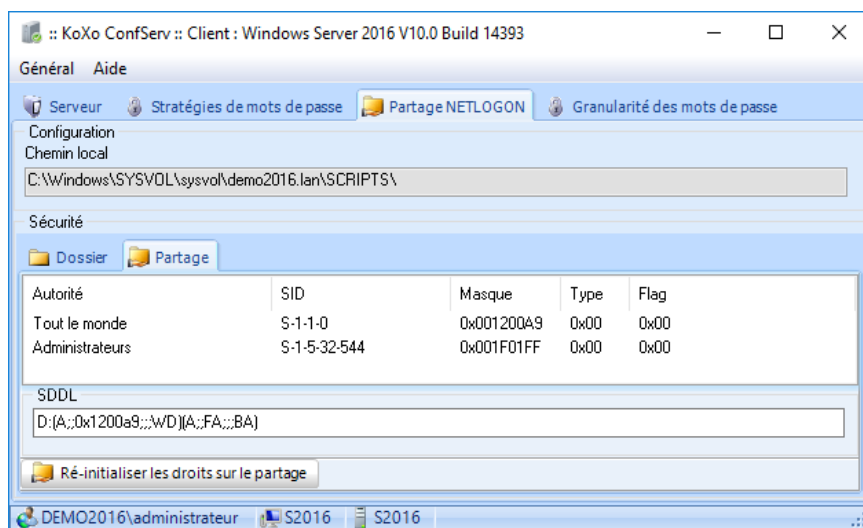 :: KoXo ConfServ :: Client : Windows Server 2016 V10.0 Build 14393
Général Aide
Serveur Stratégies de mots de passe Partage NETLOGON Granularité des mots de passe
Configuration
Chemin local
C:\Windows\SYSVOL\sysvol\demo2016.lan\SCRIPTS\
Sécurité
Dossier Partage
Autorité SID Masque Type Flag
Tout le monde S-1-1-0 0x001200A9 0x00 0x00
Administrateurs S-1-5-32-544 0x001F01FF 0x00 0x00
SDDL
D:(A;;0x1200a9;;;WD)(A;;FA;;;BA)
Ré-initialiser les droits sur le partage
DEMO2016\administrateur S2016 S2016